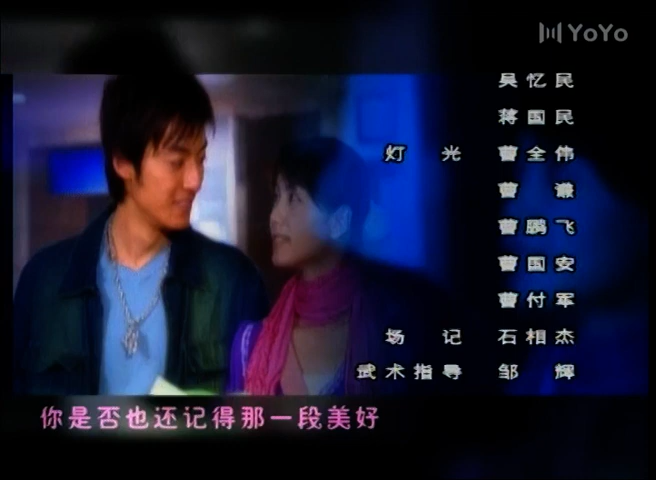 YoYo
吴忆民
蒋国民
灯光 曹全伟
曹濑
曹鹏飞
曹国安
曹付军
场记 石相杰
武术指导 邹辉
你是否也还记得那一段美好